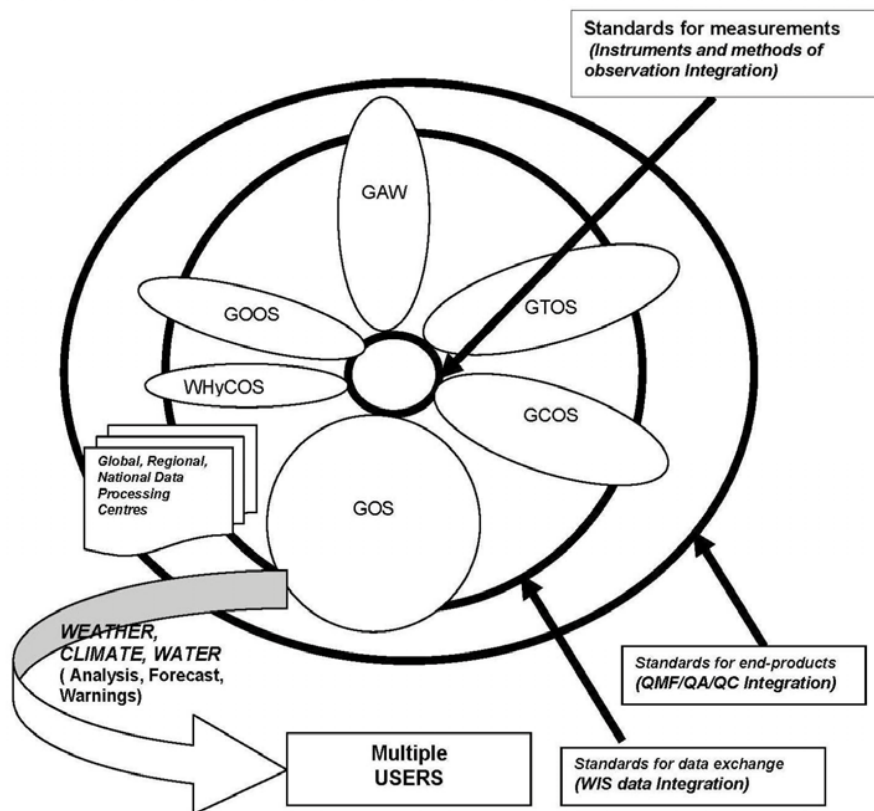 Standards for measurements
(Instruments and methods of
observation Integration)
GAW
GOOS
GTOS
WHyCOS
GCOS
GOS
Global, Regional,
National Data
Processing
Centres
WEATHER,
CLIMATE, WATER
( Analysis, Forecast,
Warnings)
Standards for end-products
(QMF/QA/QC Integration)
Multiple
USERS
Standards for data exchange
(WIS data Integration)